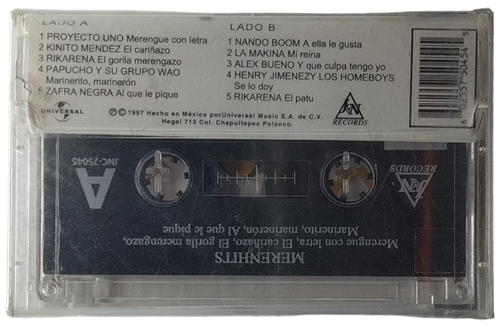 LADO A
1 PROYECTO UNO Merengue con letra
2 KINITO MENDEZ El cariñazo
3 RIKARENA El gorila merengazo
4 PAPUCHO Y SU GRUPO WAO
Marinerito, marinerón
5 ZAFRA NEGRA Al que le pique
LADO B
1 NANDO BOOM A ella le gusta
2 LA MAKINA Mi reina
3 ALEX BUENO Y que culpa tengo yo
4 HENRY JIMENEZY LOS HOMEBOYS
Se lo doy
5 RIKARENA El patu
UNIVERSAL
©1997 Hecho en México porUniversal Music S.A. de C.V.
Hegel 713 Col. Chapultepec Polanco.
J&N
RECORDS
A
JNC-75045
J&N
RECORDS
MERENHITS
Merengue con letra, El cariñazo, El gorila merengazo,
Marinerito, marinerón, Al que le pique